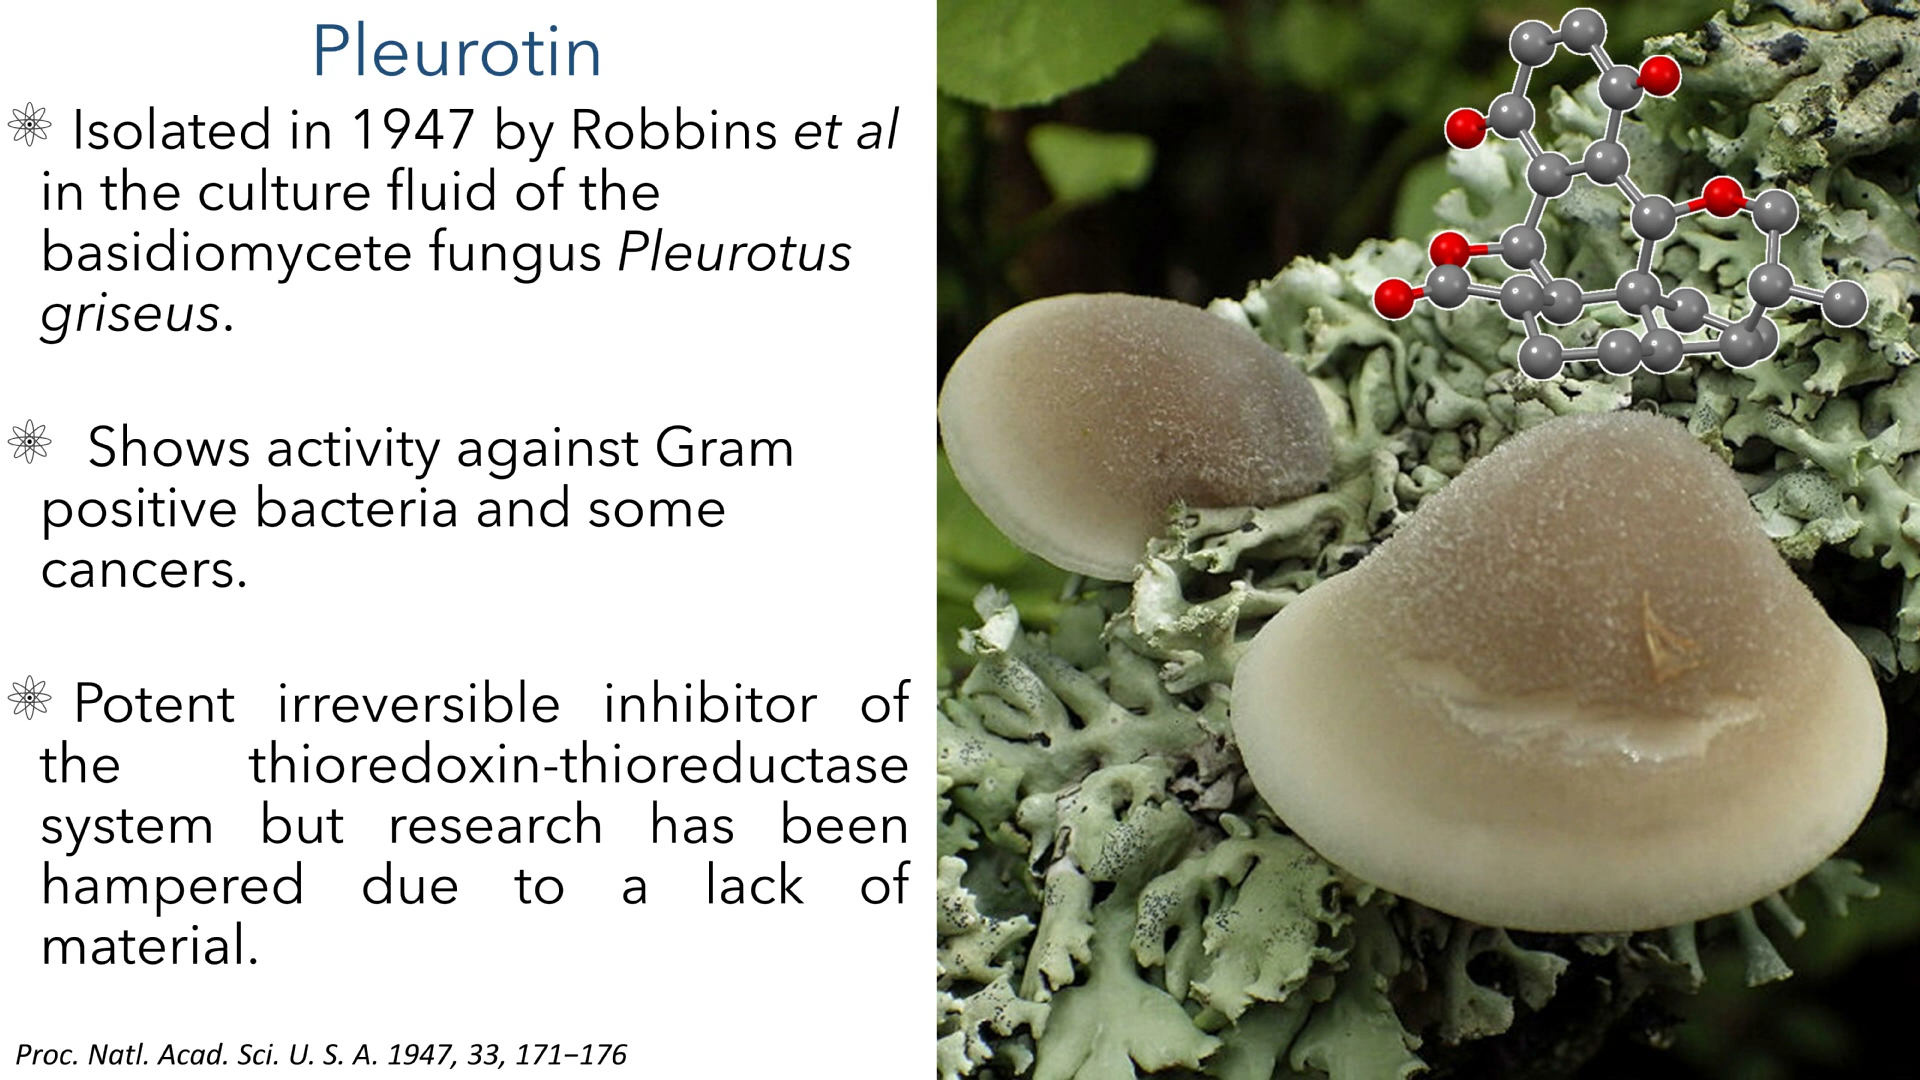 Pleurotin
Isolated in 1947 by Robbins et al
in the culture fluid of the
basidiomycete fungus Pleurotus
griseus.
Shows activity against Gram
positive bacteria and some
cancers.
Potent irreversible inhibitor of
the thioredoxin-thioreductase
system but research has been
hampered due to a lack of
material.
Proc. Natl. Acad. Sci. U. S. A. 1947, 33, 171–176